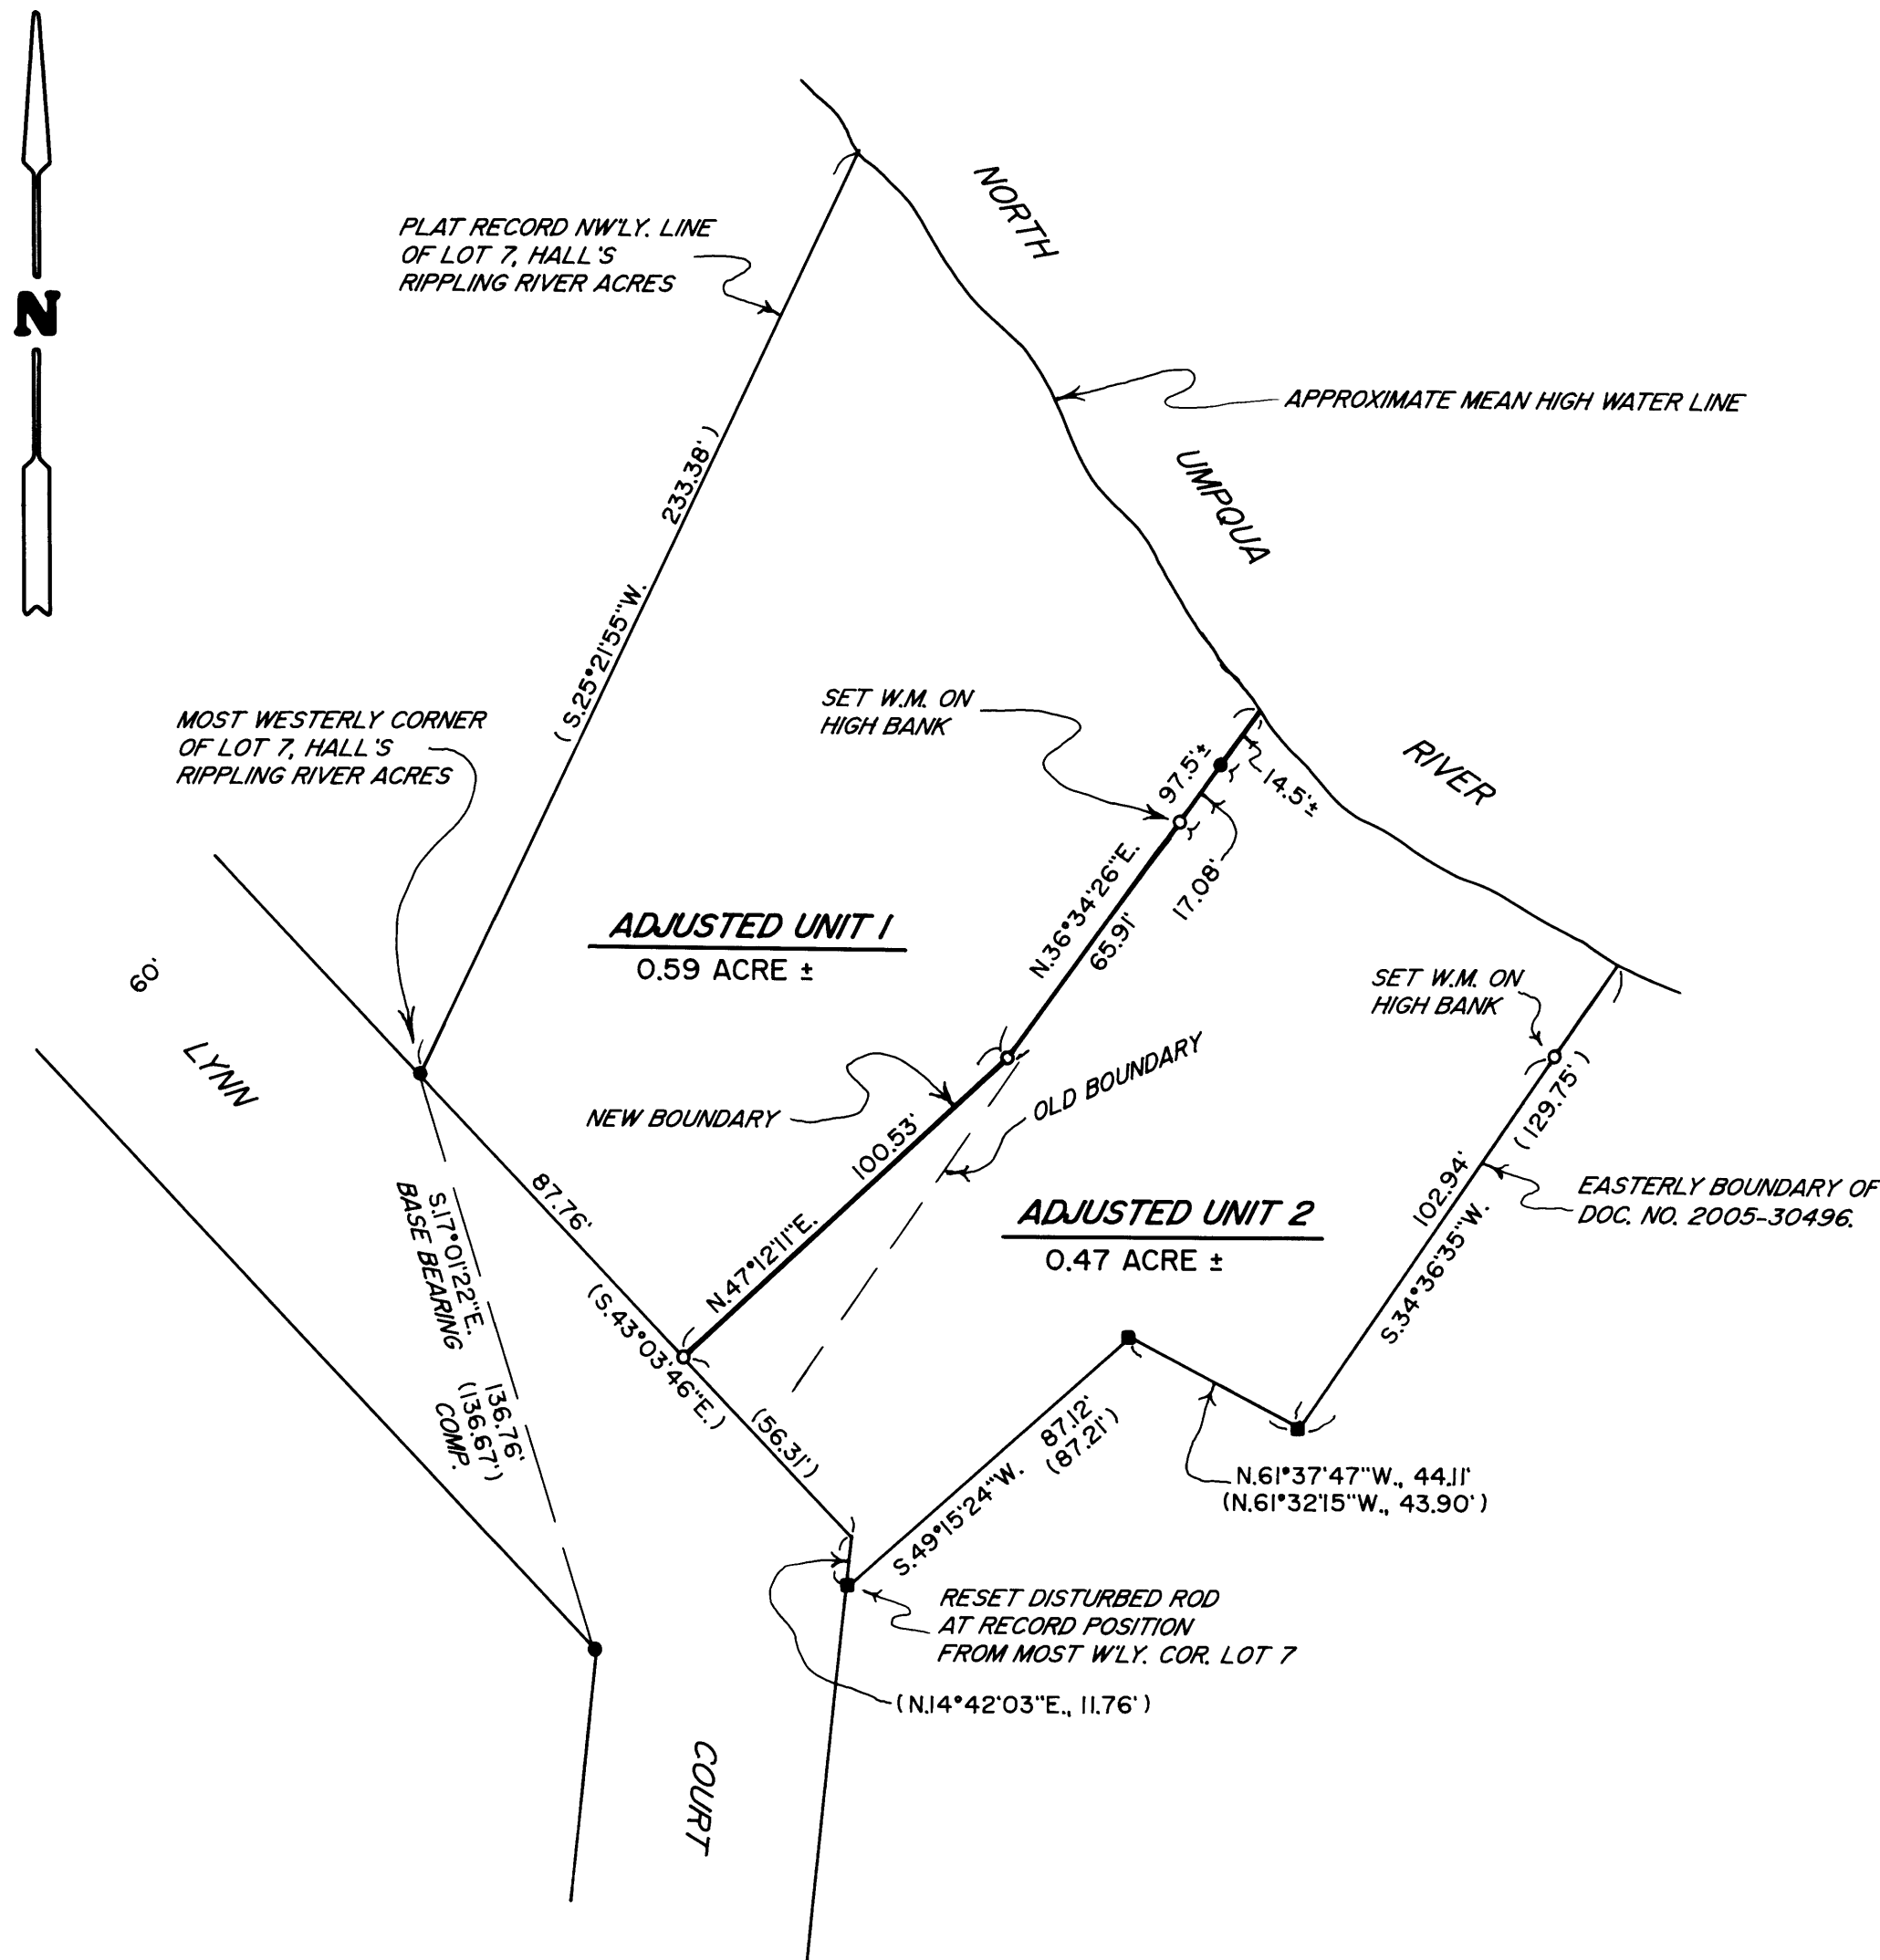 N
NORTH
UMPQUA
RIVER
PLAT RECORD NW'LY. LINE
OF LOT 7, HALL'S
RIPPLING RIVER ACRES
APPROXIMATE MEAN HIGH WATER LINE
(S.25°21'55"W.
233.38')
SET W.M. ON
HIGH BANK
MOST WESTERLY CORNER
OF LOT 7, HALL'S
RIPPLING RIVER ACRES
97.5'±
14.5'±
17.08'
N.36°34'26"E.
65.91'
ADJUSTED UNIT 1
0.59 ACRE ±
60'
LYNN
SET W.M. ON
HIGH BANK
OLD BOUNDARY
NEW BOUNDARY
100.53'
N.47°12'11"E.
87.76'
(S.43°03'46"E.)
(56.31')
S.17°01'22"E.
BASE BEARING
136.76'
(136.67')
COMP.
ADJUSTED UNIT 2
0.47 ACRE ±
(129.75')
102.94'
S.34°36'35"W.
EASTERLY BOUNDARY OF
DOC. NO. 2005-30496.
87.12'
(87.21')
S.49°15'24"W.
N.61°37'47"W., 44.11'
(N.61°32'15"W., 43.90')
RESET DISTURBED ROD
AT RECORD POSITION
FROM MOST W'LY. COR. LOT 7
(N.14°42'03"E., 11.76')
COURT